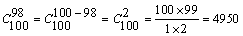 $C_{100}^{98} = C_{100}^{100-98} = C_{100}^{2} = \frac{100 \times 99}{1 \times 2} = 4950$